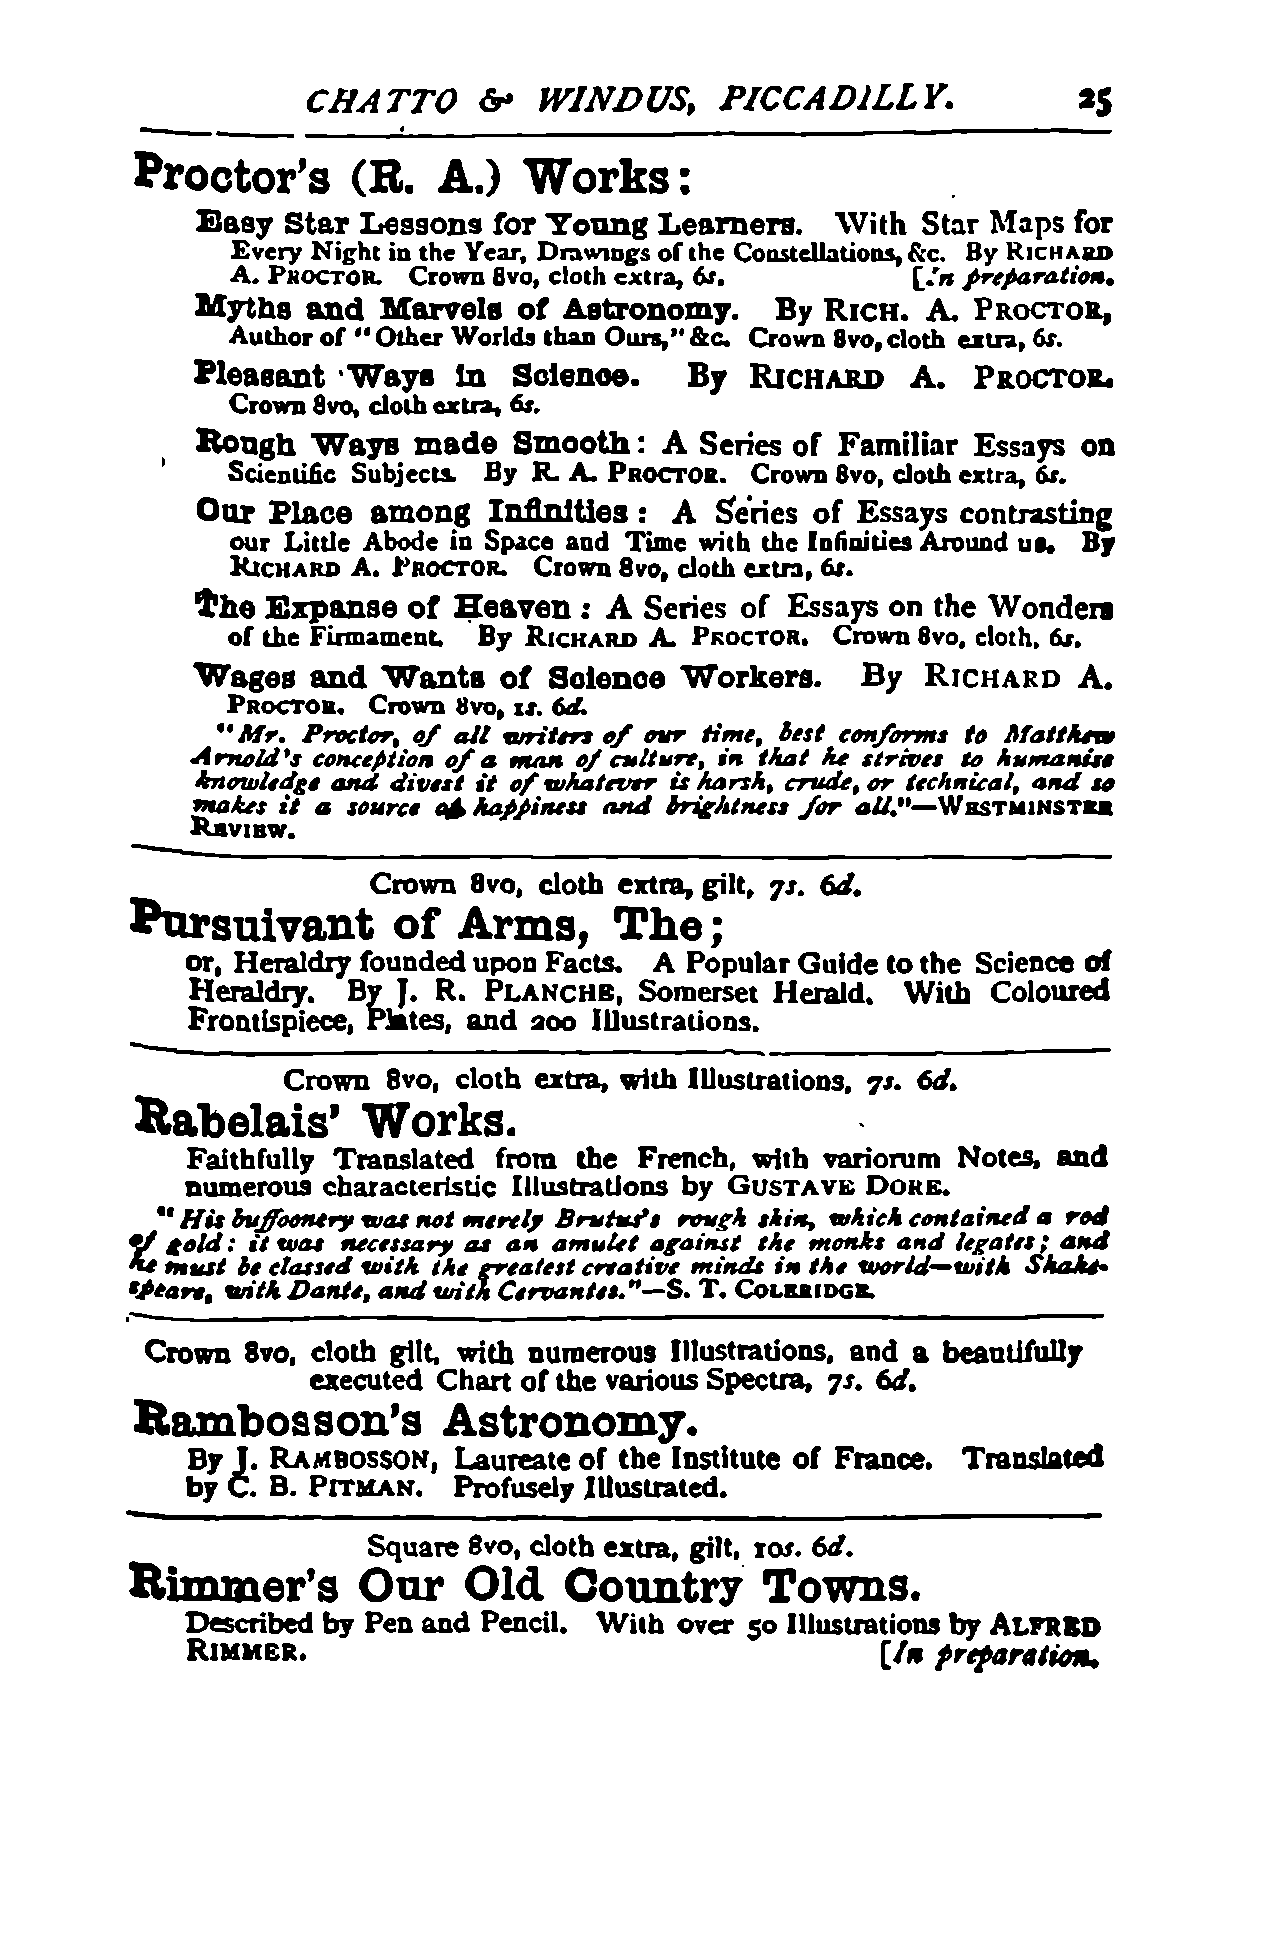 CHATTO & WINDUS, PICCADILLY. 25
Proctor's (R. A.) Works:
Easy Star Lessons for Young Learners. With Star Maps for
Every Night in the Year, Drawings of the Constellations, &c. By RICHARD
A. PROCTOR. Crown 8vo, cloth extra, 6s. [In preparation.
Myths and Marvels of Astronomy. By RICH. A. PROCTOR,
Author of "Other Worlds than Ours," &c. Crown 8vo, cloth extra, 6s.
Pleasant Ways in Science. By RICHARD A. PROCTOR.
Crown 8vo, cloth extra, 6s.
Rough Ways made Smooth: A Series of Familiar Essays on
Scientific Subjects. By R. A. PROCTOR. Crown 8vo, cloth extra, 6s.
Our Place among Infinities: A Series of Essays contrasting
our Little Abode in Space and Time with the Infinities Around us. By
RICHARD A. PROCTOR. Crown 8vo, cloth extra, 6s.
The Expanse of Heaven: A Series of Essays on the Wonders
of the Firmament. By RICHARD A. PROCTOR. Crown 8vo, cloth, 6s.
Wages and Wants of Science Workers. By RICHARD A.
PROCTOR. Crown 8vo, 1s. 6d.
"Mr. Proctor, of all writers of our time, best conforms to Matthew
Arnold's conception of a man of culture, in that he strives to humanise
knowledge and divest it of whatever is harsh, crude, or technical, and so
makes it a source of happiness and brightness for all."—WESTMINSTER
REVIEW.
Crown 8vo, cloth extra, gilt, 7s. 6d.
Pursuivant of Arms, The;
or, Heraldry founded upon Facts. A Popular Guide to the Science of
Heraldry. By J. R. PLANCHE, Somerset Herald. With Coloured
Frontispiece, Plates, and 200 Illustrations.
Crown 8vo, cloth extra, with Illustrations, 7s. 6d.
Rabelais' Works.
Faithfully Translated from the French, with variorum Notes, and
numerous characteristic Illustrations by GUSTAVE DORE.
"His buffoonery was not merely Brutus's rough skin, which contained a rod
of gold: it was necessary as an amulet against the monks and legates; and
he must be classed with the greatest creative minds in the world—with Shake-
speare, with Dante, and with Cervantes."—S. T. COLERIDGE.
Crown 8vo, cloth gilt, with numerous Illustrations, and a beautifully
executed Chart of the various Spectra, 7s. 6d.
Rambosson's Astronomy.
By J. RAMBOSSON, Laureate of the Institute of France. Translated
by C. B. PITMAN. Profusely Illustrated.
Square 8vo, cloth extra, gilt, 10s. 6d.
Rimmer's Our Old Country Towns.
Described by Pen and Pencil. With over 50 Illustrations by ALFRED
RIMMER. [In preparation.